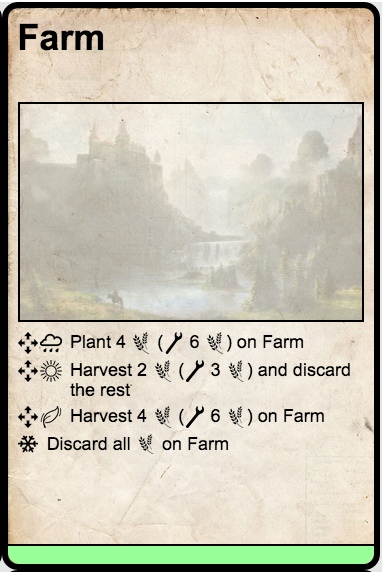 Farm
Plant 4 ( 6 ) on Farm
Harvest 2 ( 3 ) and discard
the rest
Harvest 4 ( 6 ) on Farm
Discard all on Farm